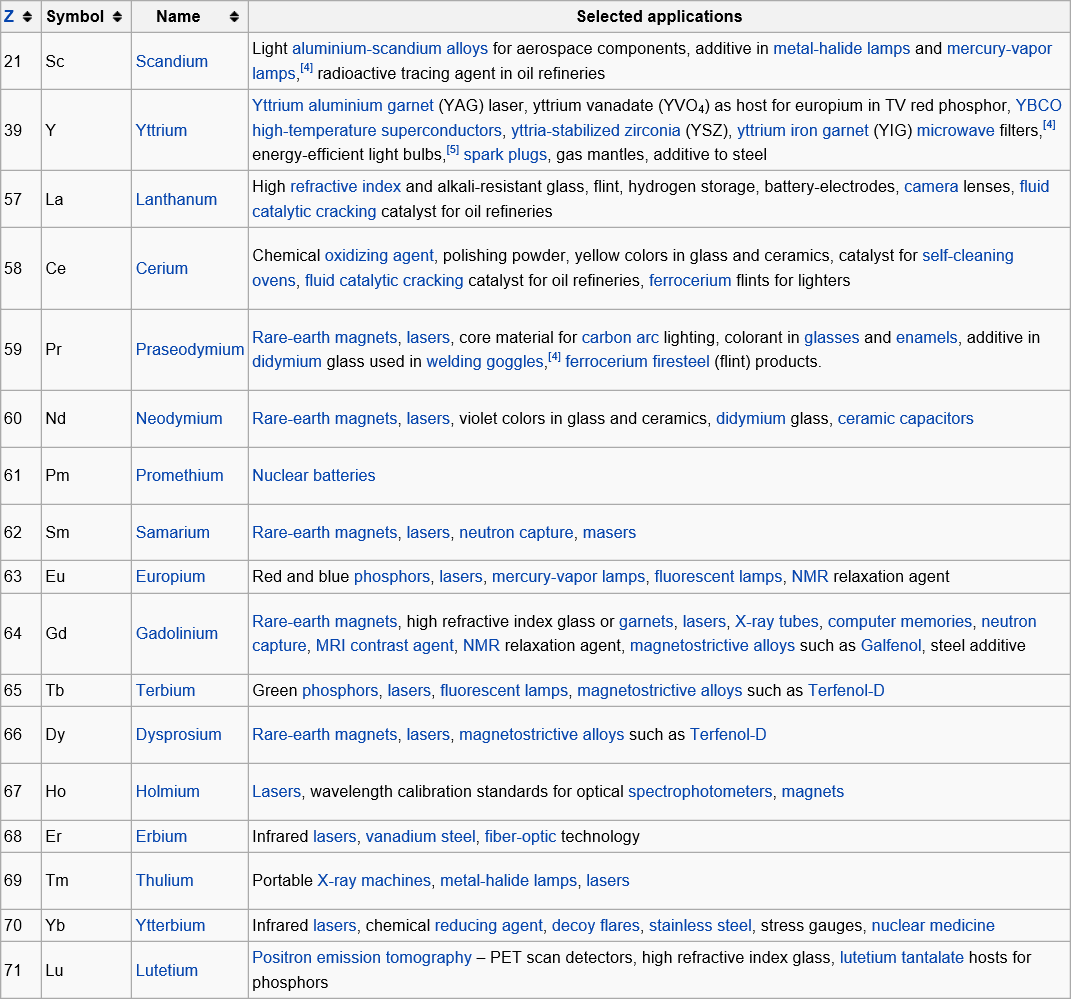 Z Symbol Name Selected applications
21 Sc Scandium Light aluminium-scandium alloys for aerospace components, additive in metal-halide lamps and mercury-vapor
lamps,[4] radioactive tracing agent in oil refineries
39 Y Yttrium Yttrium aluminium garnet (YAG) laser, yttrium vanadate (YVO₄) as host for europium in TV red phosphor, YBCO
high-temperature superconductors, yttria-stabilized zirconia (YSZ), yttrium iron garnet (YIG) microwave filters,[4]
energy-efficient light bulbs,[5] spark plugs, gas mantles, additive to steel
57 La Lanthanum High refractive index and alkali-resistant glass, flint, hydrogen storage, battery-electrodes, camera lenses, fluid
catalytic cracking catalyst for oil refineries
58 Ce Cerium Chemical oxidizing agent, polishing powder, yellow colors in glass and ceramics, catalyst for self-cleaning
ovens, fluid catalytic cracking catalyst for oil refineries, ferrocerium flints for lighters
59 Pr Praseodymium Rare-earth magnets, lasers, core material for carbon arc lighting, colorant in glasses and enamels, additive in
didymium glass used in welding goggles,[4] ferrocerium firesteel (flint) products.
60 Nd Neodymium Rare-earth magnets, lasers, violet colors in glass and ceramics, didymium glass, ceramic capacitors
61 Pm Promethium Nuclear batteries
62 Sm Samarium Rare-earth magnets, lasers, neutron capture, masers
63 Eu Europium Red and blue phosphors, lasers, mercury-vapor lamps, fluorescent lamps, NMR relaxation agent
64 Gd Gadolinium Rare-earth magnets, high refractive index glass or garnets, lasers, X-ray tubes, computer memories, neutron
capture, MRI contrast agent, NMR relaxation agent, magnetostrictive alloys such as Galfenol, steel additive
65 Tb Terbium Green phosphors, lasers, fluorescent lamps, magnetostrictive alloys such as Terfenol-D
66 Dy Dysprosium Rare-earth magnets, lasers, magnetostrictive alloys such as Terfenol-D
67 Ho Holmium Lasers, wavelength calibration standards for optical spectrophotometers, magnets
68 Er Erbium Infrared lasers, vanadium steel, fiber-optic technology
69 Tm Thulium Portable X-ray machines, metal-halide lamps, lasers
70 Yb Ytterbium Infrared lasers, chemical reducing agent, decoy flares, stainless steel, stress gauges, nuclear medicine
71 Lu Lutetium Positron emission tomography – PET scan detectors, high refractive index glass, lutetium tantalate hosts for
phosphors